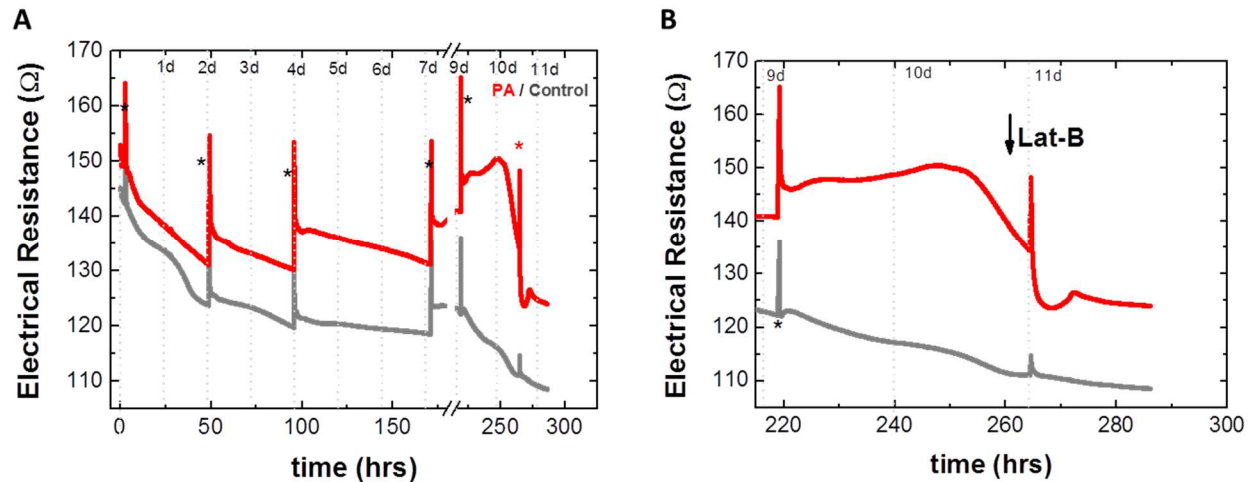 A
B
170
160
150
140
130
120
110
Electrical Resistance (Ω)
1d 2d 3d 4d 5d 6d 7d 9d 10d 11d
PA / Control
*
*
*
*
*
*
0 50 100 150 200 250 300
time (hrs)
170
160
150
140
130
120
110
Electrical Resistance (Ω)
9d 10d 11d
Lat-B
*
220 240 260 280 300
time (hrs)